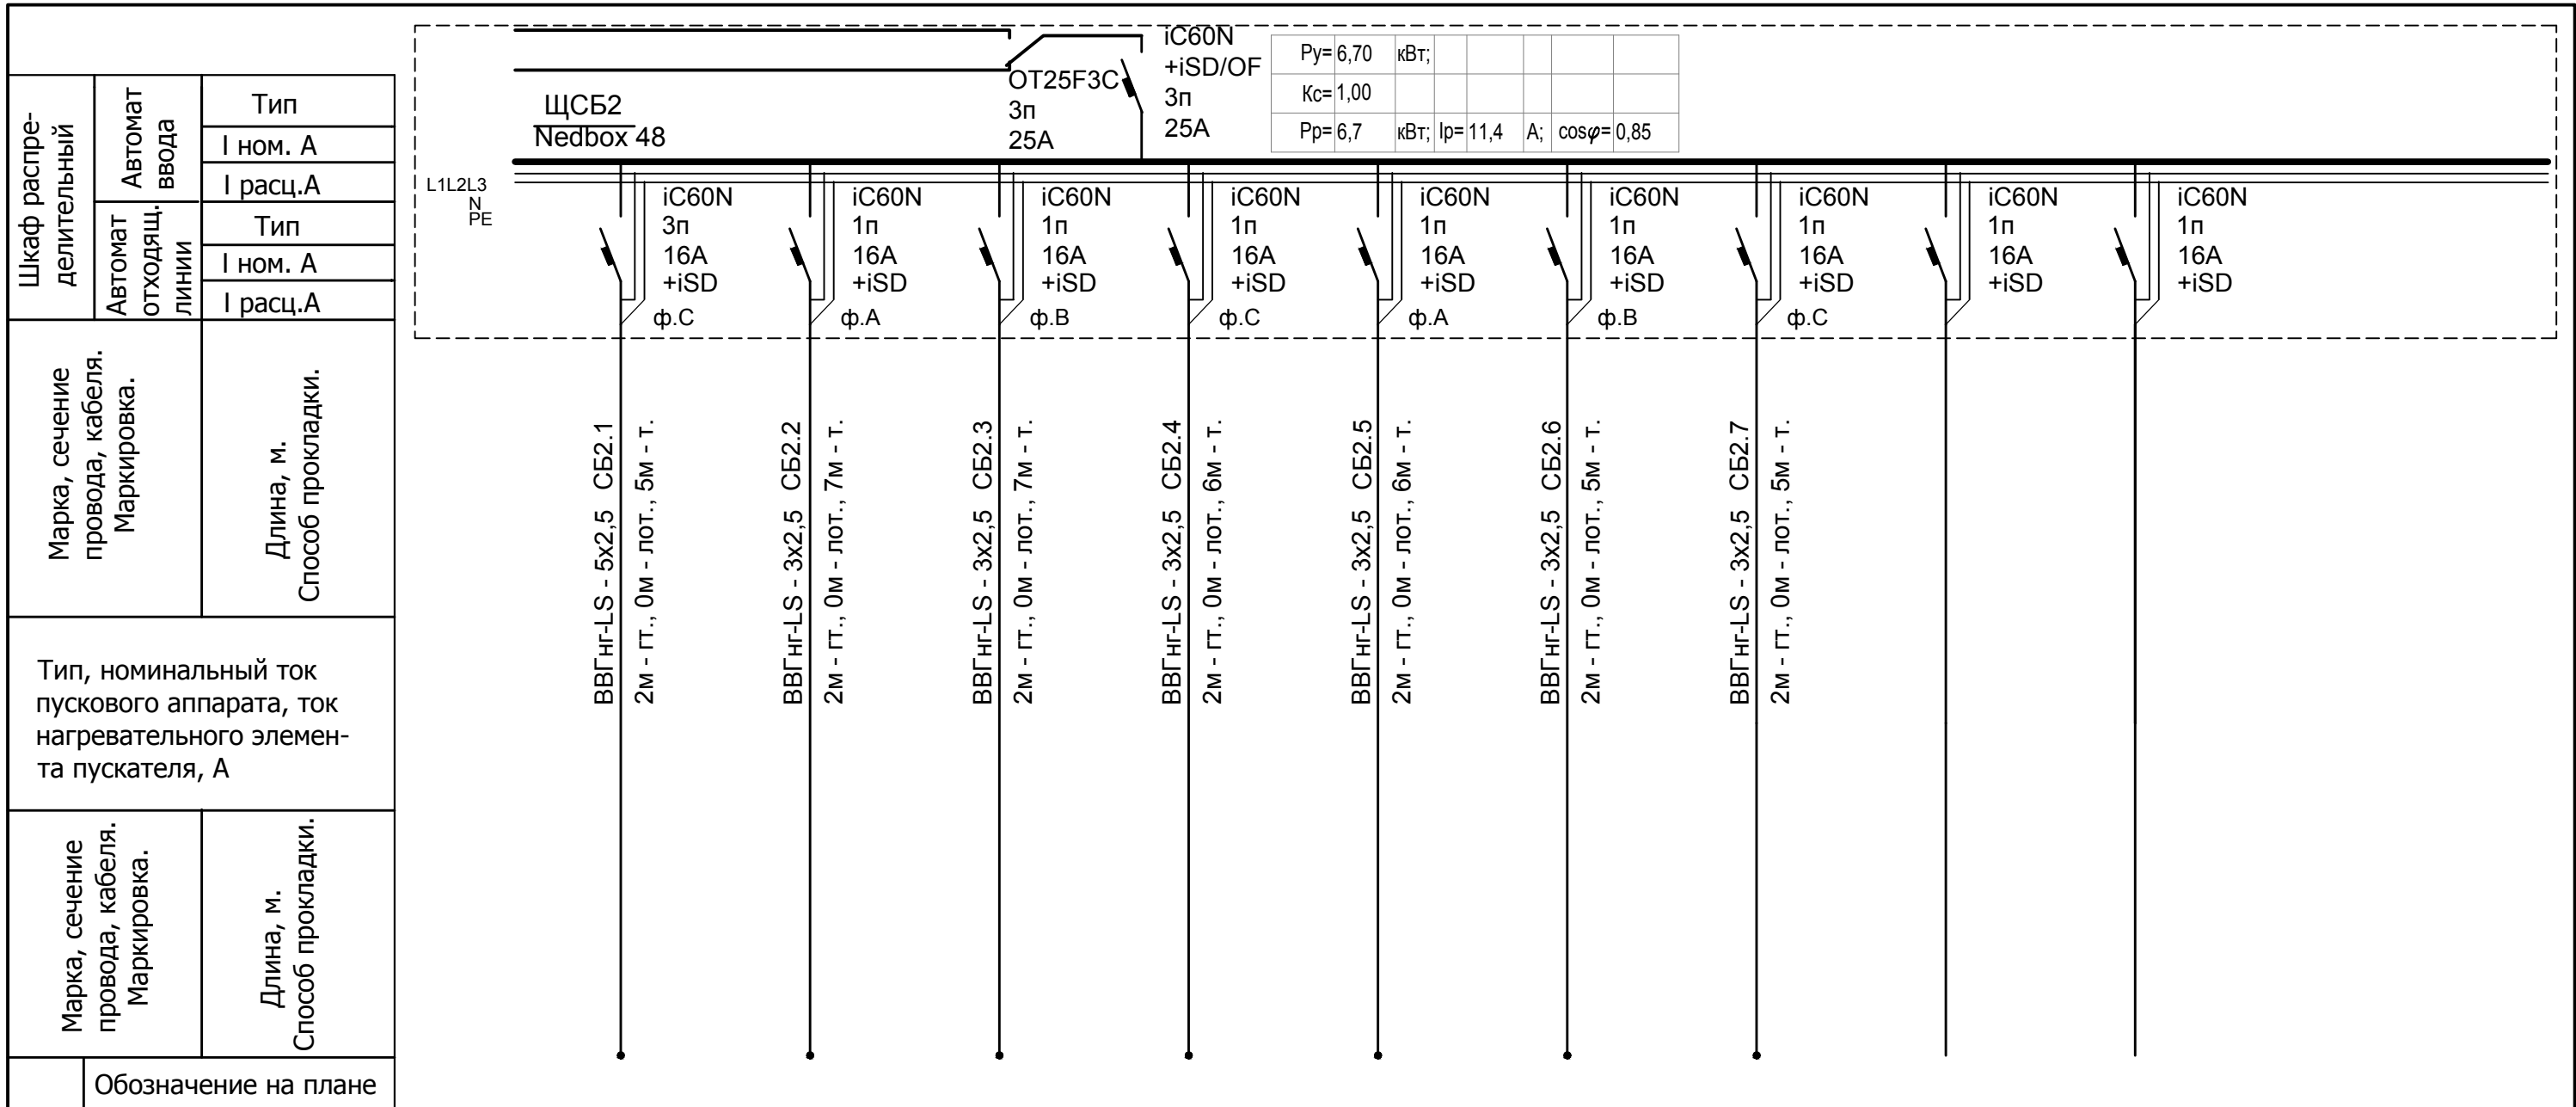 Шкаф распре-
делительный
Автомат
ввода
Тип
I ном. А
I расц.А
Автомат
отходящ.
линии
Тип
I ном. А
I расц.А
Марка, сечение
провода, кабеля.
Маркировка.
Длина, м.
Способ прокладки.
Тип, номинальный ток
пускового аппарата, ток
нагревательного элемен-
та пускателя, А
Марка, сечение
провода, кабеля.
Маркировка.
Длина, м.
Способ прокладки.
Обозначение на плане
ЩСБ2
Nedbox 48
OT25F3C
3п
25А
iC60N
+iSD/OF
3п
25А
Ру= 6,70 кВт;
Кс= 1,00
Рр= 6,7 кВт; Iр= 11,4 А; cosφ= 0,85
L1L2L3
N
PE
iC60N
3п
16А
+iSD
ф.С
iC60N
1п
16А
+iSD
ф.А
iC60N
1п
16А
+iSD
ф.В
iC60N
1п
16А
+iSD
ф.С
iC60N
1п
16А
+iSD
ф.А
iC60N
1п
16А
+iSD
ф.В
iC60N
1п
16А
+iSD
ф.С
iC60N
1п
16А
+iSD
iC60N
1п
16А
+iSD
ВВГнг-LS - 5х2,5 СБ2.1
2м - гт., 0м - лот., 5м - т.
ВВГнг-LS - 3х2,5 СБ2.2
2м - гт., 0м - лот., 7м - т.
ВВГнг-LS - 3х2,5 СБ2.3
2м - гт., 0м - лот., 7м - т.
ВВГнг-LS - 3х2,5 СБ2.4
2м - гт., 0м - лот., 6м - т.
ВВГнг-LS - 3х2,5 СБ2.5
2м - гт., 0м - лот., 6м - т.
ВВГнг-LS - 3х2,5 СБ2.6
2м - гт., 0м - лот., 5м - т.
ВВГнг-LS - 3х2,5 СБ2.7
2м - гт., 0м - лот., 5м - т.